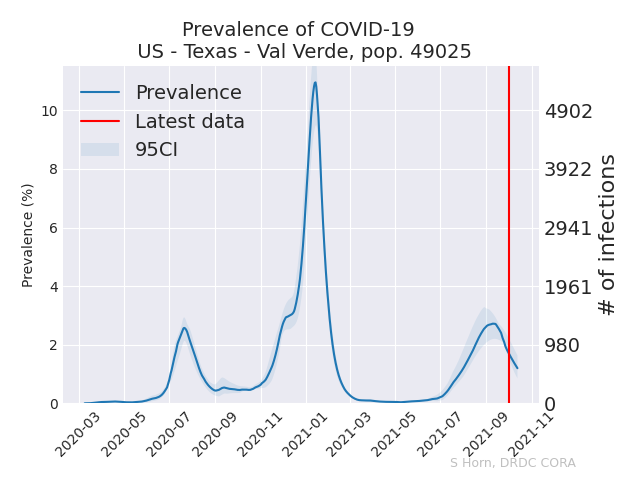 Prevalence of COVID-19
US - Texas - Val Verde, pop. 49025
Prevalence
Latest data
95CI
Prevalence (%)
10
8
6
4
2
0
4902
3922
2941
1961
980
0
# of infections
2020-03
2020-05
2020-07
2020-09
2020-11
2021-01
2021-03
2021-05
2021-07
2021-09
2021-11
S Horn, DRDC CORA